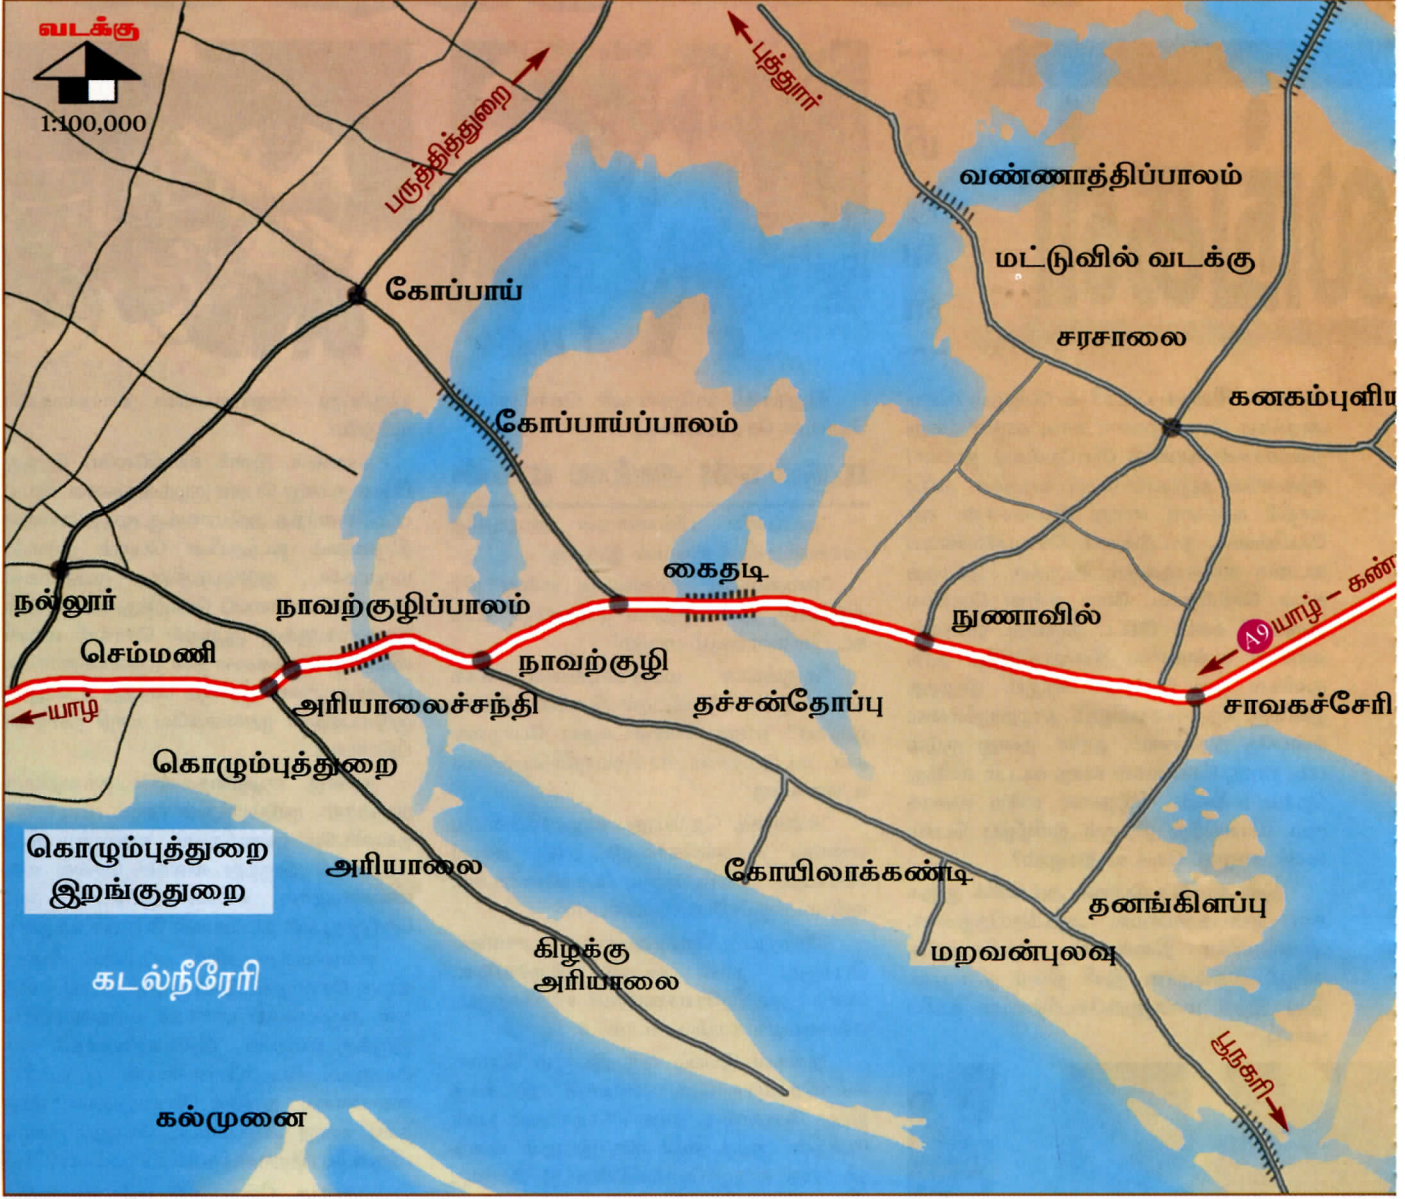 வடக்கு
1:100,000
பருத்தித்துறை
புத்தூர்
வண்ணாத்திப்பாலம்
மட்டுவில் வடக்கு
கோப்பாய்
சரசாலை
கனகம்புளிய
கோப்பாய்ப்பாலம்
கைதடி
நல்லூர்
நாவற்குழிப்பாலம்
நுணாவில்
A9 யாழ் – கண்
செம்மணி
நாவற்குழி
யாழ்
அரியாலைச்சந்தி
தச்சன்தோப்பு
சாவகச்சேரி
கொழும்புத்துறை
கொழும்புத்துறை
இறங்குதுறை
அரியாலை
கோயிலாக்கண்டி
தனங்கிளப்பு
கிழக்கு
அரியாலை
மறவன்புலவு
கடல்நீரேரி
பூநகரி
கல்முனை